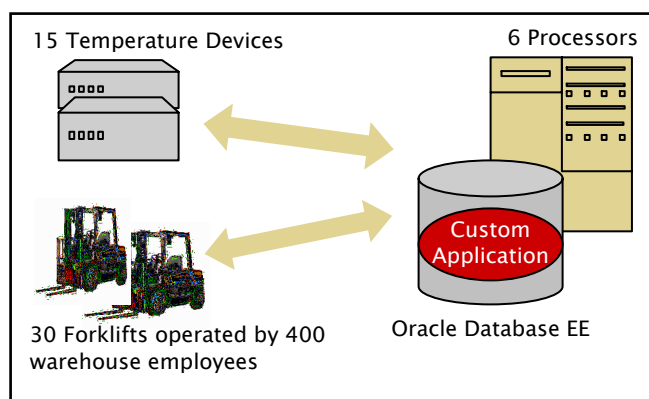 15 Temperature Devices
6 Processors
Custom
Application
30 Forklifts operated by 400
warehouse employees
Oracle Database EE